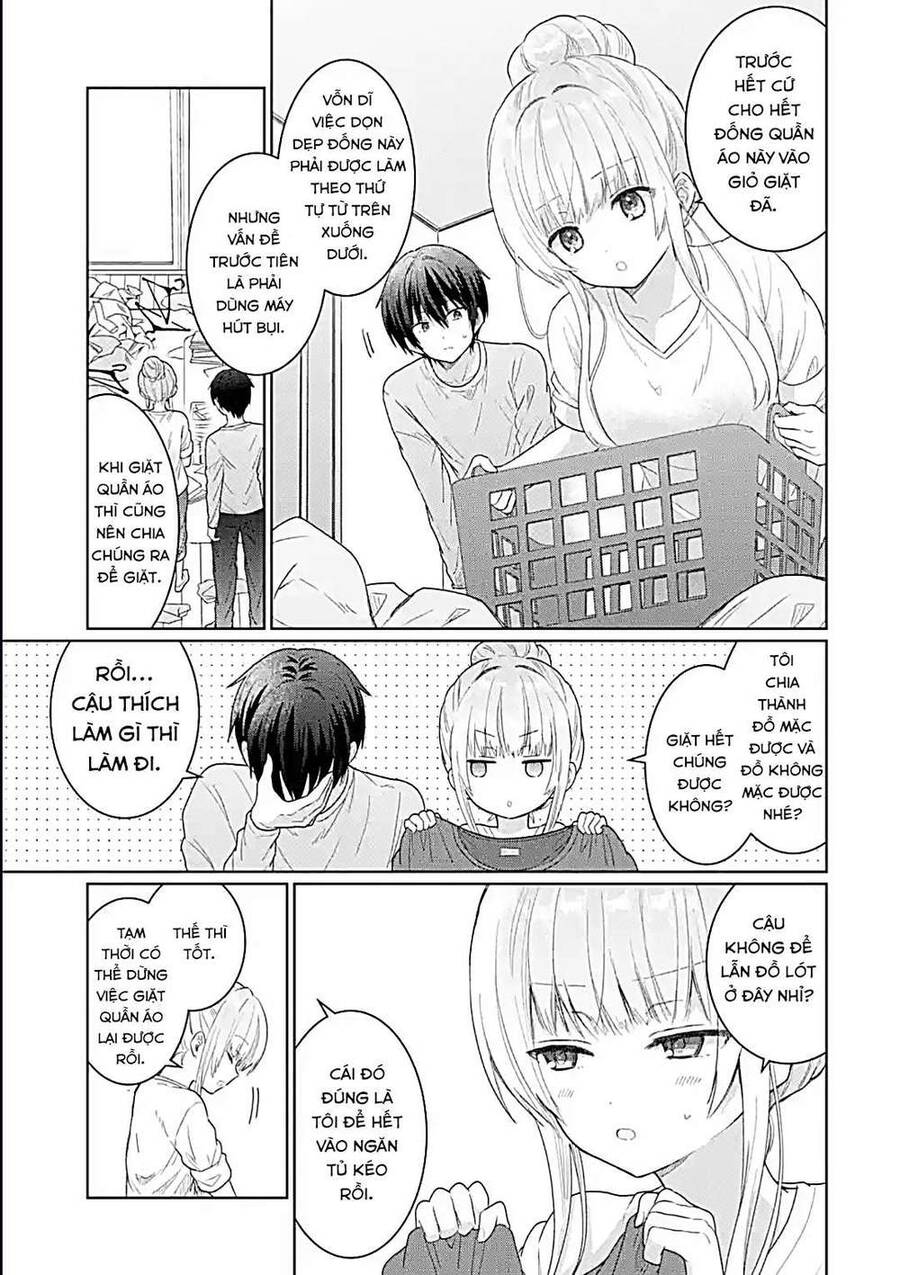 TRƯỚC
HẾT CỨ
CHO HẾT
ĐỐNG QUẦN
ÁO NÀY VÀO
GIỎ GIẶT
ĐÃ.
VỐN DĨ
VIỆC DỌN
DẸP ĐỐNG NÀY
PHẢI ĐƯỢC LÀM
THEO THỨ
TỰ TỪ TRÊN
XUỐNG
DƯỚI.
NHƯNG
VẤN ĐỀ
TRƯỚC TIÊN
LÀ PHẢI
DÙNG MÁY
HÚT BỤI.
KHI GIẶT
QUẦN ÁO
THÌ CŨNG
NÊN CHIA
CHÚNG RA
ĐỂ GIẶT.
TÔI
CHIA
THÀNH
ĐỒ MẶC
ĐƯỢC VÀ
ĐỒ KHÔNG
MẶC ĐƯỢC
NHÉ?
GIẶT HẾT
CHÚNG
ĐƯỢC
KHÔNG?
RỒI...
CẬU THÍCH
LÀM GÌ THÌ
LÀM ĐI.
CẬU
KHÔNG ĐỂ
LẪN ĐỒ LÓT
Ở ĐÂY NHỈ?
CÁI ĐÓ
ĐÚNG LÀ
TÔI ĐỂ HẾT
VÀO NGĂN
TỦ KÉO
RỒI.
THẾ THÌ
TỐT.
TẠM
THỜI CÓ
THỂ DỪNG
VIỆC GIẶT
QUẦN ÁO
LẠI ĐƯỢC
RỒI.